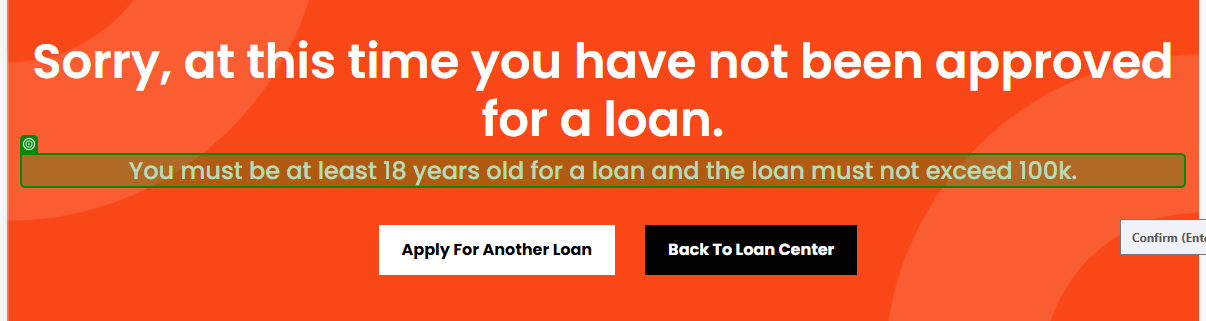 Sorry, at this time you have not been approved
for a loan.
You must be at least 18 years old for a loan and the loan must not exceed 100k.
Apply For Another Loan
Back To Loan Center
Confirm (Ente